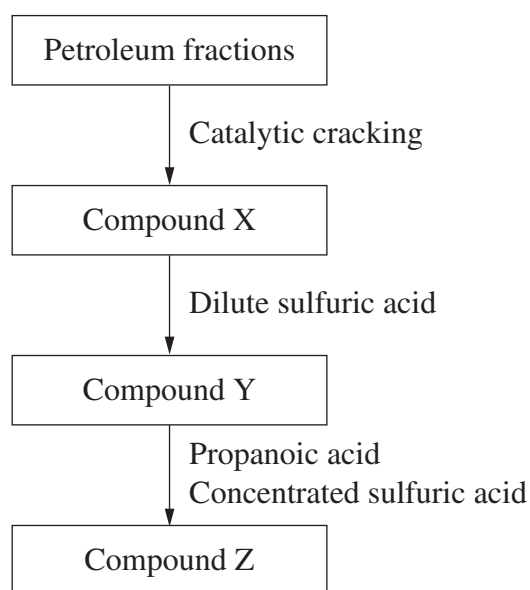 Petroleum fractions
Catalytic cracking
Compound X
Dilute sulfuric acid
Compound Y
Propanoic acid
Concentrated sulfuric acid
Compound Z